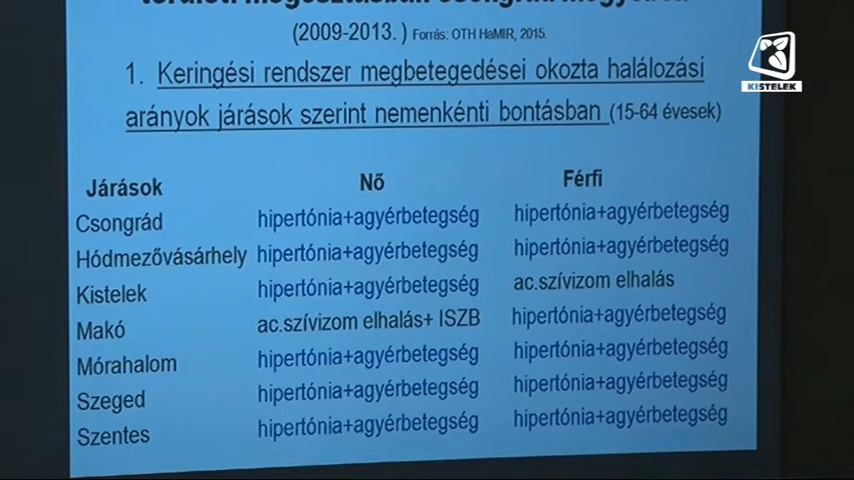 (2009-2013. ) Forrás: OTH HaMIR, 2015.
1. Keringési rendszer megbetegedései okozta halálozási
arányok járások szerint nemenkénti bontásban (15-64 évesek)
Járások Nő Férfi
Csongrád hipertónia+agyérbetegség hipertónia+agyérbetegség
Hódmezővásárhely hipertónia+agyérbetegség hipertónia+agyérbetegség
Kistelek hipertónia+agyérbetegség ac.szívizom elhalás
Makó ac.szívizom elhalás+ ISZB hipertónia+agyérbetegség
Mórahalom hipertónia+agyérbetegség hipertónia+agyérbetegség
Szeged hipertónia+agyérbetegség hipertónia+agyérbetegség
Szentes hipertónia+agyérbetegség hipertónia+agyérbetegség
KISTELEK